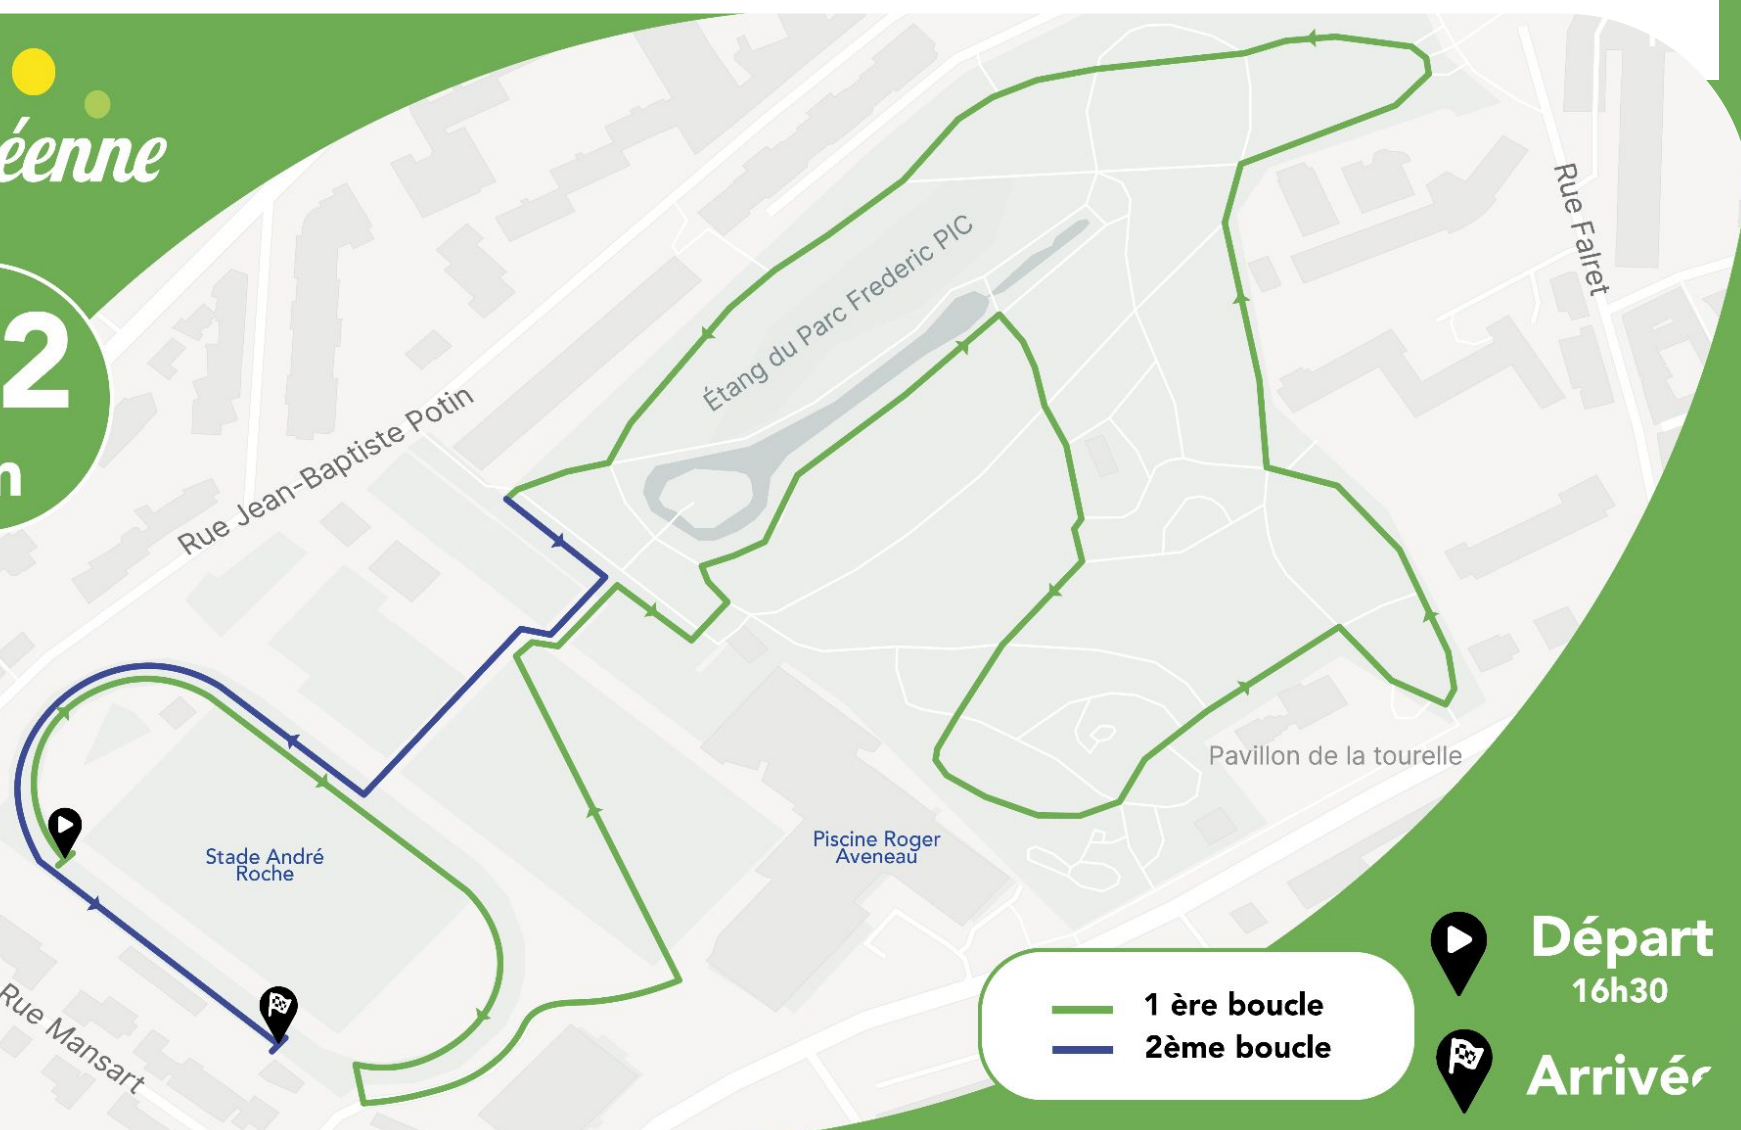 éenne
2
Rue Jean-Baptiste Potin
Étang du Parc Frederic PIC
Rue Falret
Pavillon de la tourelle
Piscine Roger
Aveneau
Stade André
Roche
Rue Mansart
1 ère boucle
2ème boucle
Départ
16h30
Arrivée